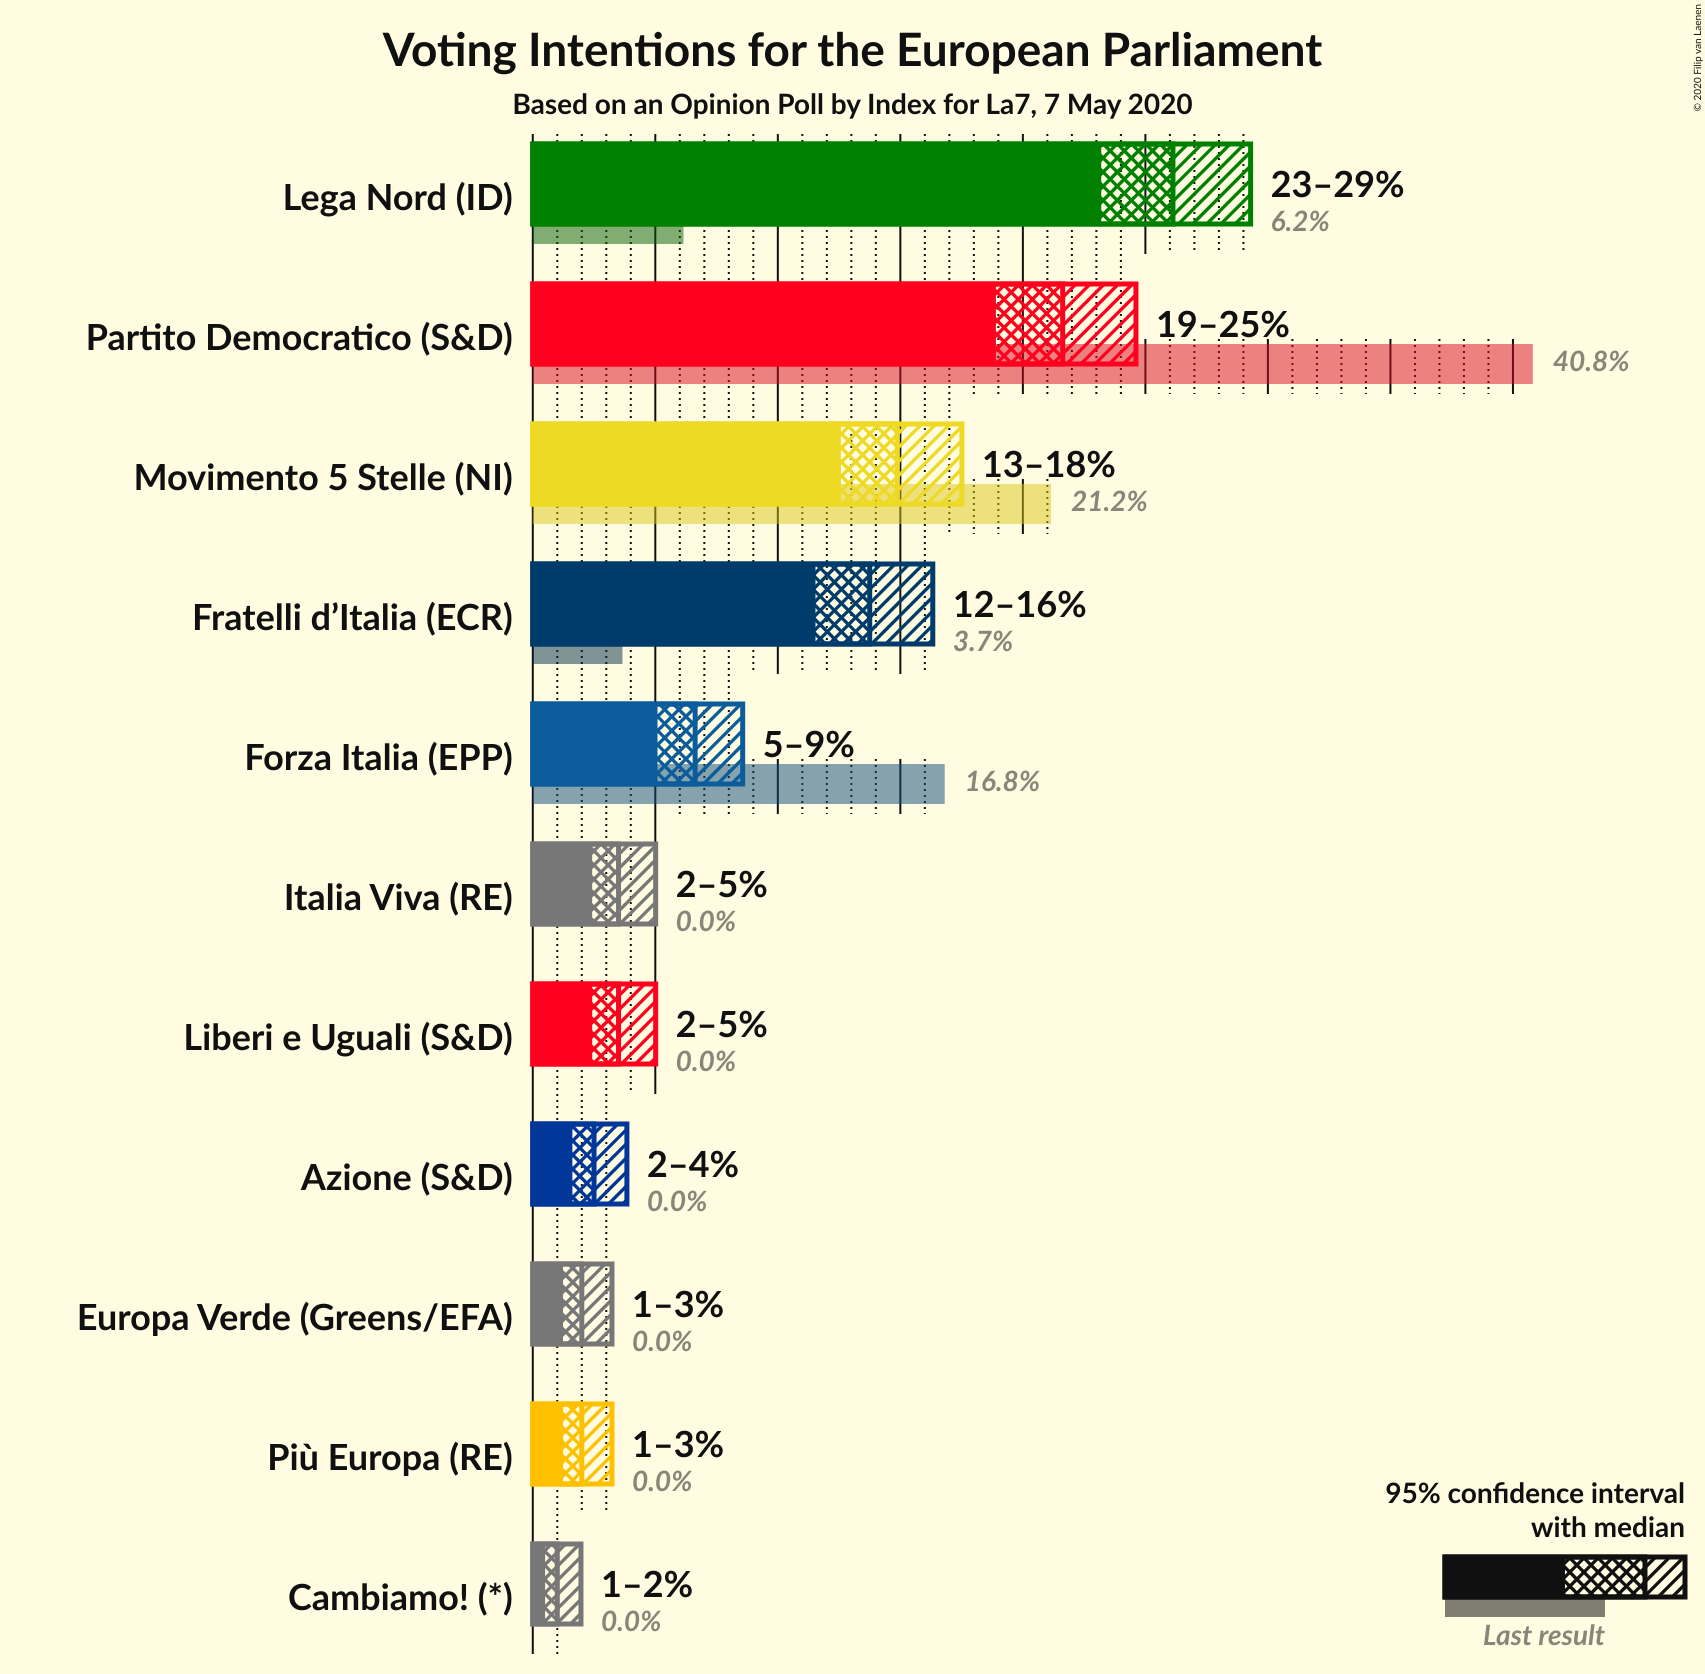 Voting Intentions for the European Parliament
Based on an Opinion Poll by Index for La7, 7 May 2020
© 2020 Filip van Laenen
Lega Nord (ID)
23–29%
6.2%
Partito Democratico (S&D)
19–25%
40.8%
Movimento 5 Stelle (NI)
13–18%
21.2%
Fratelli d’Italia (ECR)
12–16%
3.7%
Forza Italia (EPP)
5–9%
16.8%
Italia Viva (RE)
2–5%
0.0%
Liberi e Uguali (S&D)
2–5%
0.0%
Azione (S&D)
2–4%
0.0%
Europa Verde (Greens/EFA)
1–3%
0.0%
Più Europa (RE)
1–3%
0.0%
Cambiamo! (*)
1–2%
0.0%
95% confidence interval
with median
Last result